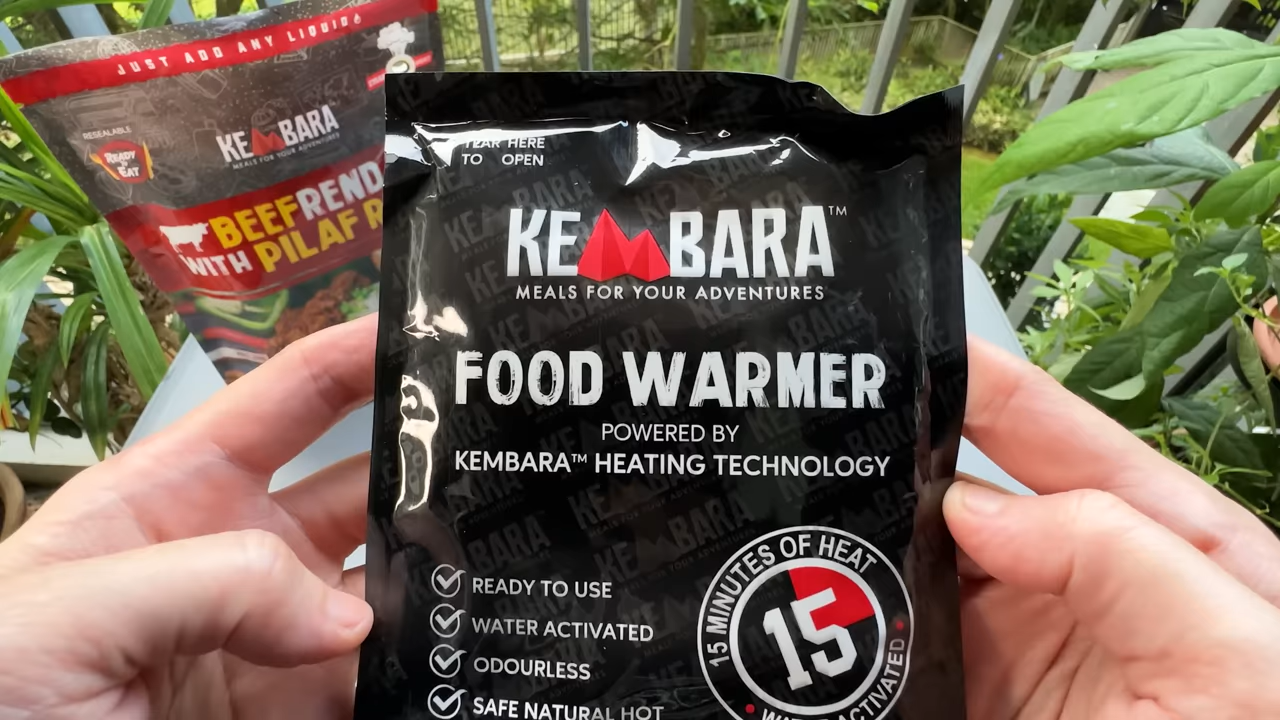 JUST ADD ANY LIQUID
RESEALABLE
READY
EAT
KEMBARA
MEALS FOR YOUR ADVENTURES
BEEF REND
WITH PILAF R
TEAR HERE
TO OPEN
KEMBARA™
MEALS FOR YOUR ADVENTURES
FOOD WARMER
POWERED BY
KEMBARA™ HEATING TECHNOLOGY
READY TO USE
WATER ACTIVATED
ODOURLESS
SAFE NATURAL HOT
15 MINUTES OF HEAT
15
WATER ACTIVATED